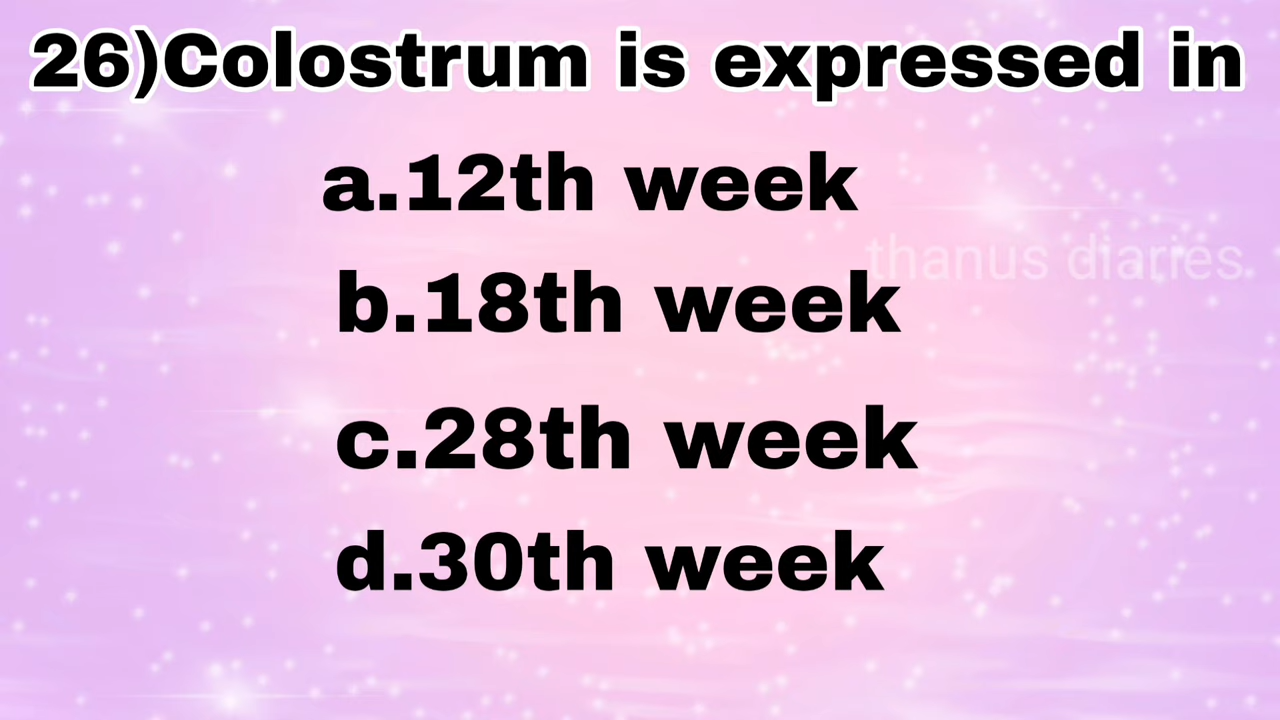 26)Colostrum is expressed in
a.12th week
thanus diaries.
b.18th week
c.28th week
d.30th week